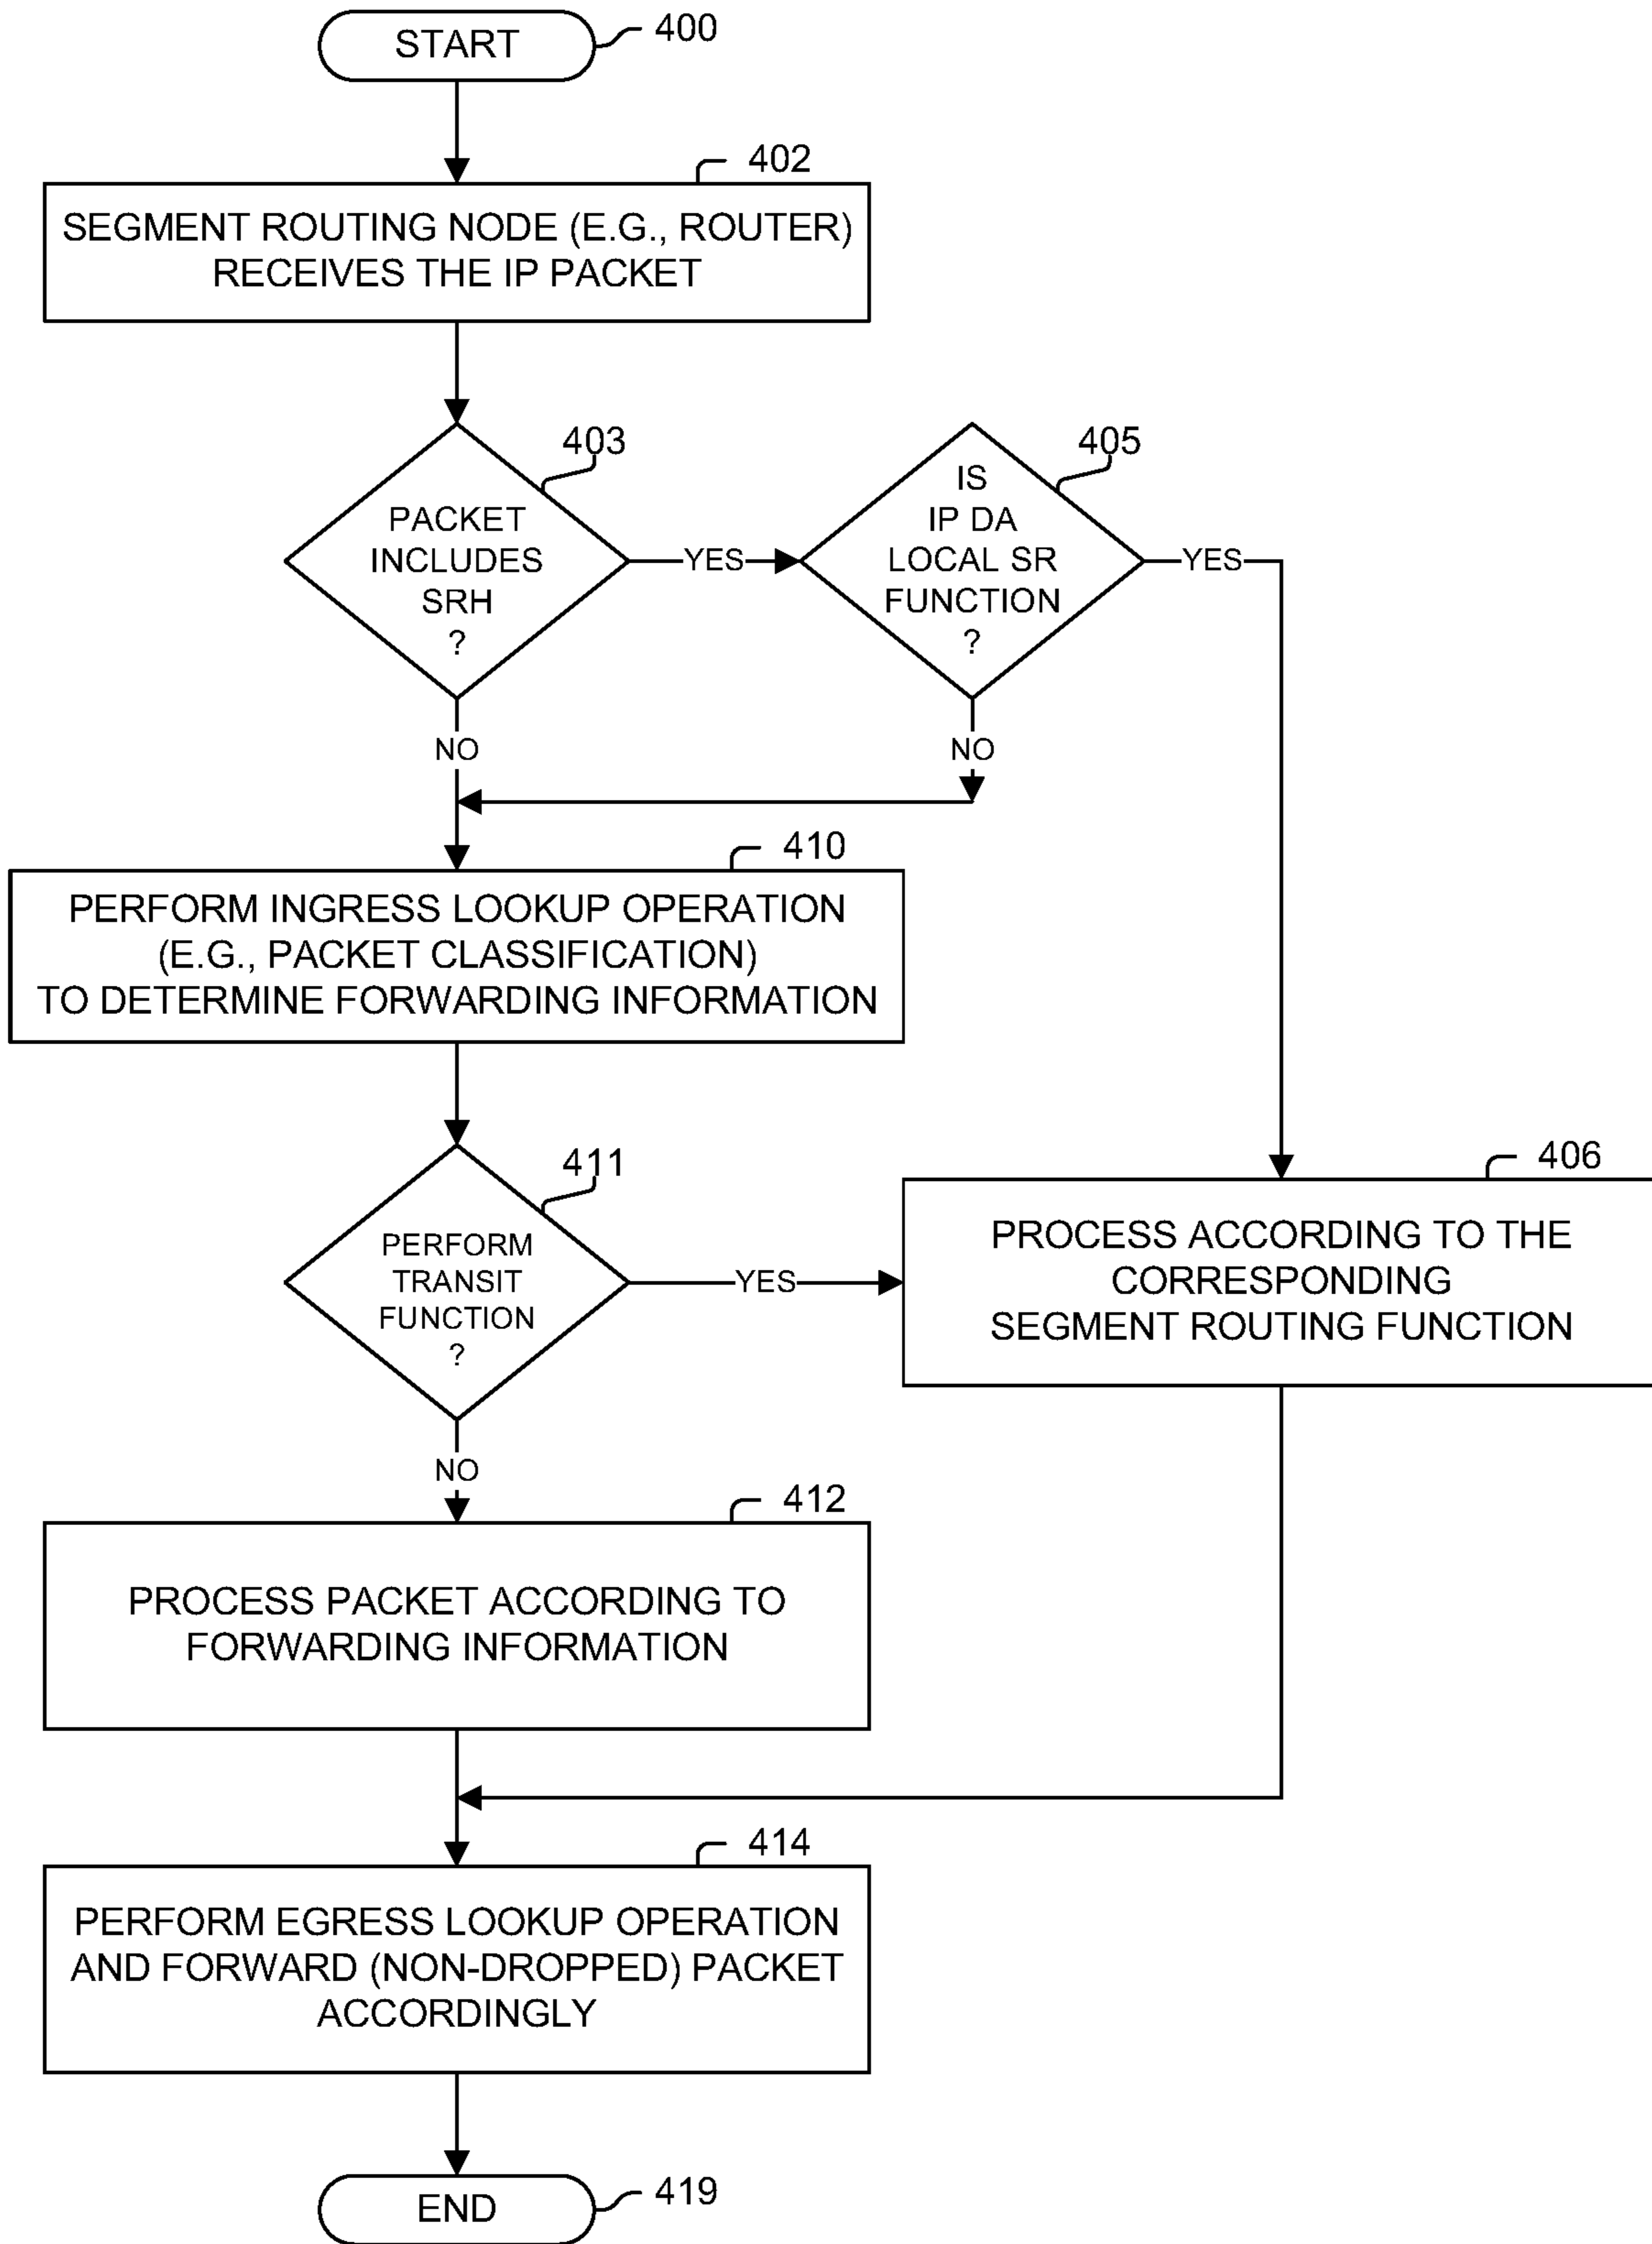 START
400
402
SEGMENT ROUTING NODE (E.G., ROUTER)
RECEIVES THE IP PACKET
403
PACKET
INCLUDES
SRH
?
YES
NO
405
IS
IP DA
LOCAL SR
FUNCTION
?
YES
NO
410
PERFORM INGRESS LOOKUP OPERATION
(E.G., PACKET CLASSIFICATION)
TO DETERMINE FORWARDING INFORMATION
411
PERFORM
TRANSIT
FUNCTION
?
YES
NO
406
PROCESS ACCORDING TO THE
CORRESPONDING
SEGMENT ROUTING FUNCTION
412
PROCESS PACKET ACCORDING TO
FORWARDING INFORMATION
414
PERFORM EGRESS LOOKUP OPERATION
AND FORWARD (NON-DROPPED) PACKET
ACCORDINGLY
END
419